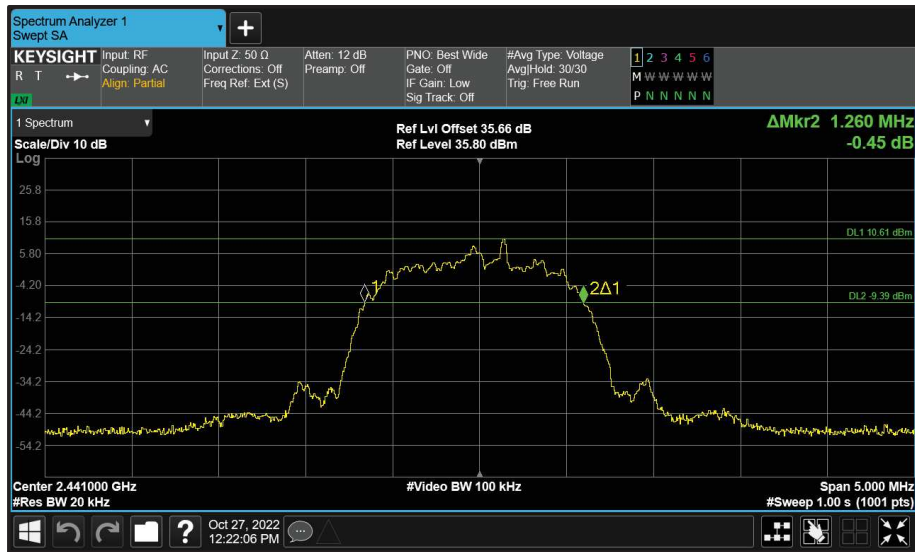 Spectrum Analyzer 1
Swept SA
+
KEYSIGHT
R T
LXI
Input: RF
Coupling: AC
Align: Partial
Input Z: 50 Ω
Corrections: Off
Freq Ref: Ext (S)
Atten: 12 dB
Preamp: Off
PNO: Best Wide
Gate: Off
IF Gain: Low
Sig Track: Off
#Avg Type: Voltage
Avg|Hold: 30/30
Trig: Free Run
1 2 3 4 5 6
M W W W W W
P N N N N N
1 Spectrum
Scale/Div 10 dB
Ref Lvl Offset 35.66 dB
Ref Level 35.80 dBm
ΔMkr2 1.260 MHz
-0.45 dB
Log
25.8
15.8
5.80
-4.20
-14.2
-24.2
-34.2
-44.2
-54.2
DL1 10.61 dBm
1
2Δ1
DL2 -9.39 dBm
Center 2.441000 GHz
#Video BW 100 kHz
Span 5.000 MHz
#Res BW 20 kHz
#Sweep 1.00 s (1001 pts)
?
Oct 27, 2022
12:22:06 PM